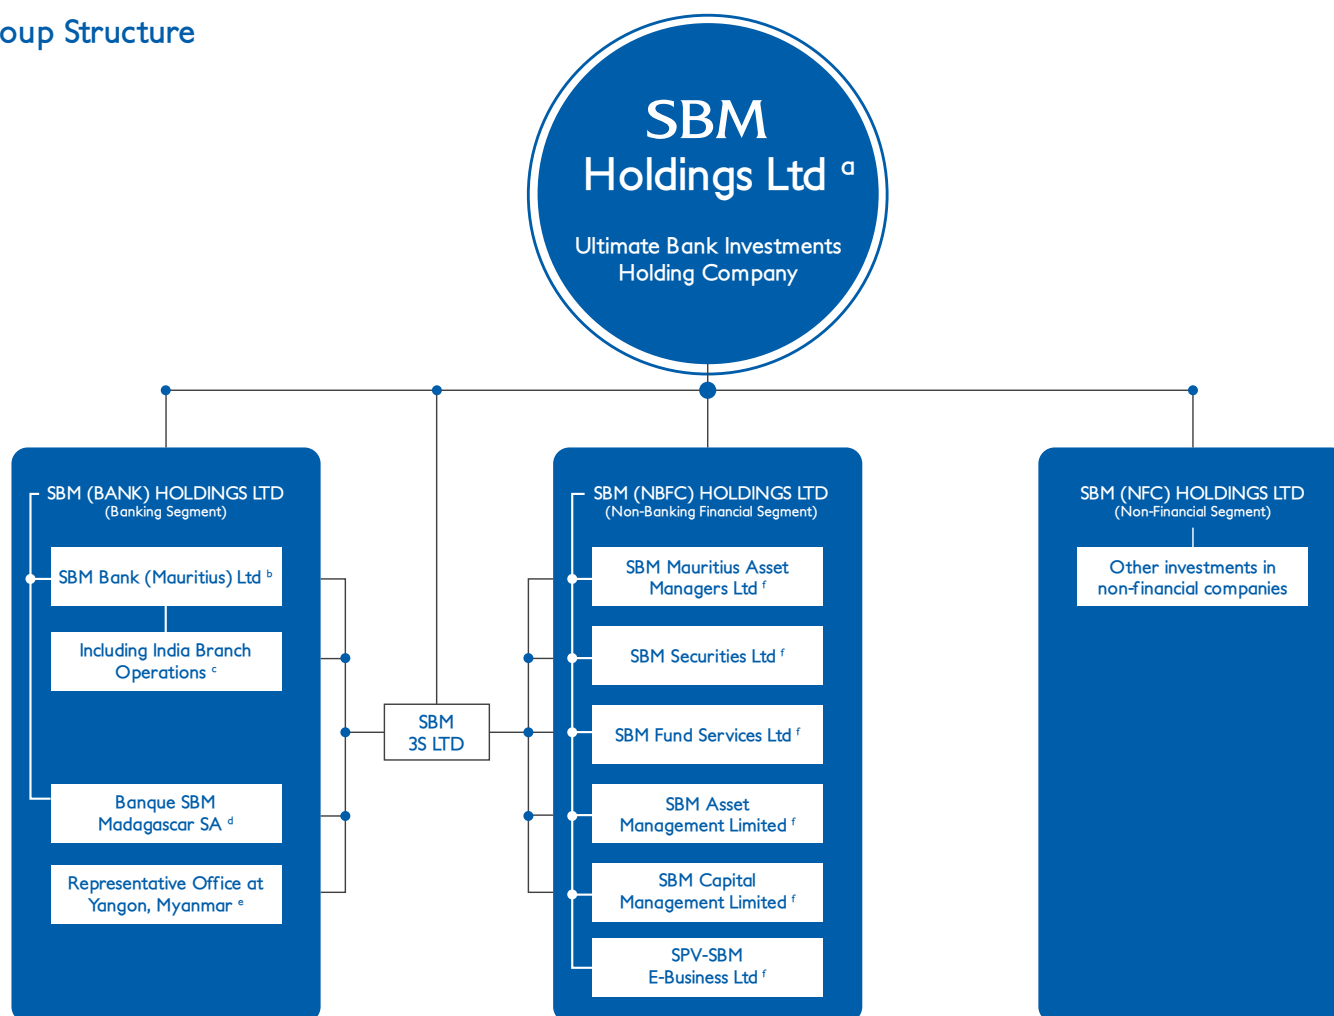 oup Structure
SBM
Holdings Ltd a
Ultimate Bank Investments
Holding Company
SBM (BANK) HOLDINGS LTD
(Banking Segment)
SBM Bank (Mauritius) Ltd b
Including India Branch
Operations c
Banque SBM
Madagascar SA d
Representative Office at
Yangon, Myanmar e
SBM
3S LTD
SBM (NBFC) HOLDINGS LTD
(Non-Banking Financial Segment)
SBM Mauritius Asset
Managers Ltd f
SBM Securities Ltd f
SBM Fund Services Ltd f
SBM Asset
Management Limited f
SBM Capital
Management Limited f
SPV-SBM
E-Business Ltd f
SBM (NFC) HOLDINGS LTD
(Non-Financial Segment)
Other investments in
non-financial companies